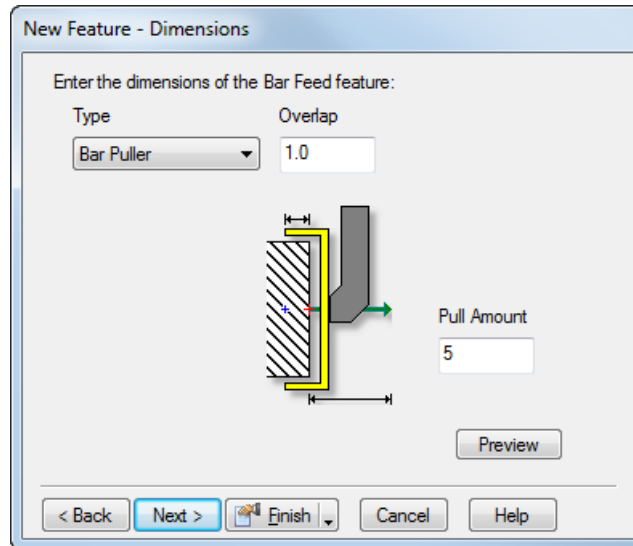 New Feature - Dimensions
Enter the dimensions of the Bar Feed feature:
Type Overlap
Bar Puller 1.0
Pull Amount
5
Preview
< Back Next > Finish Cancel Help